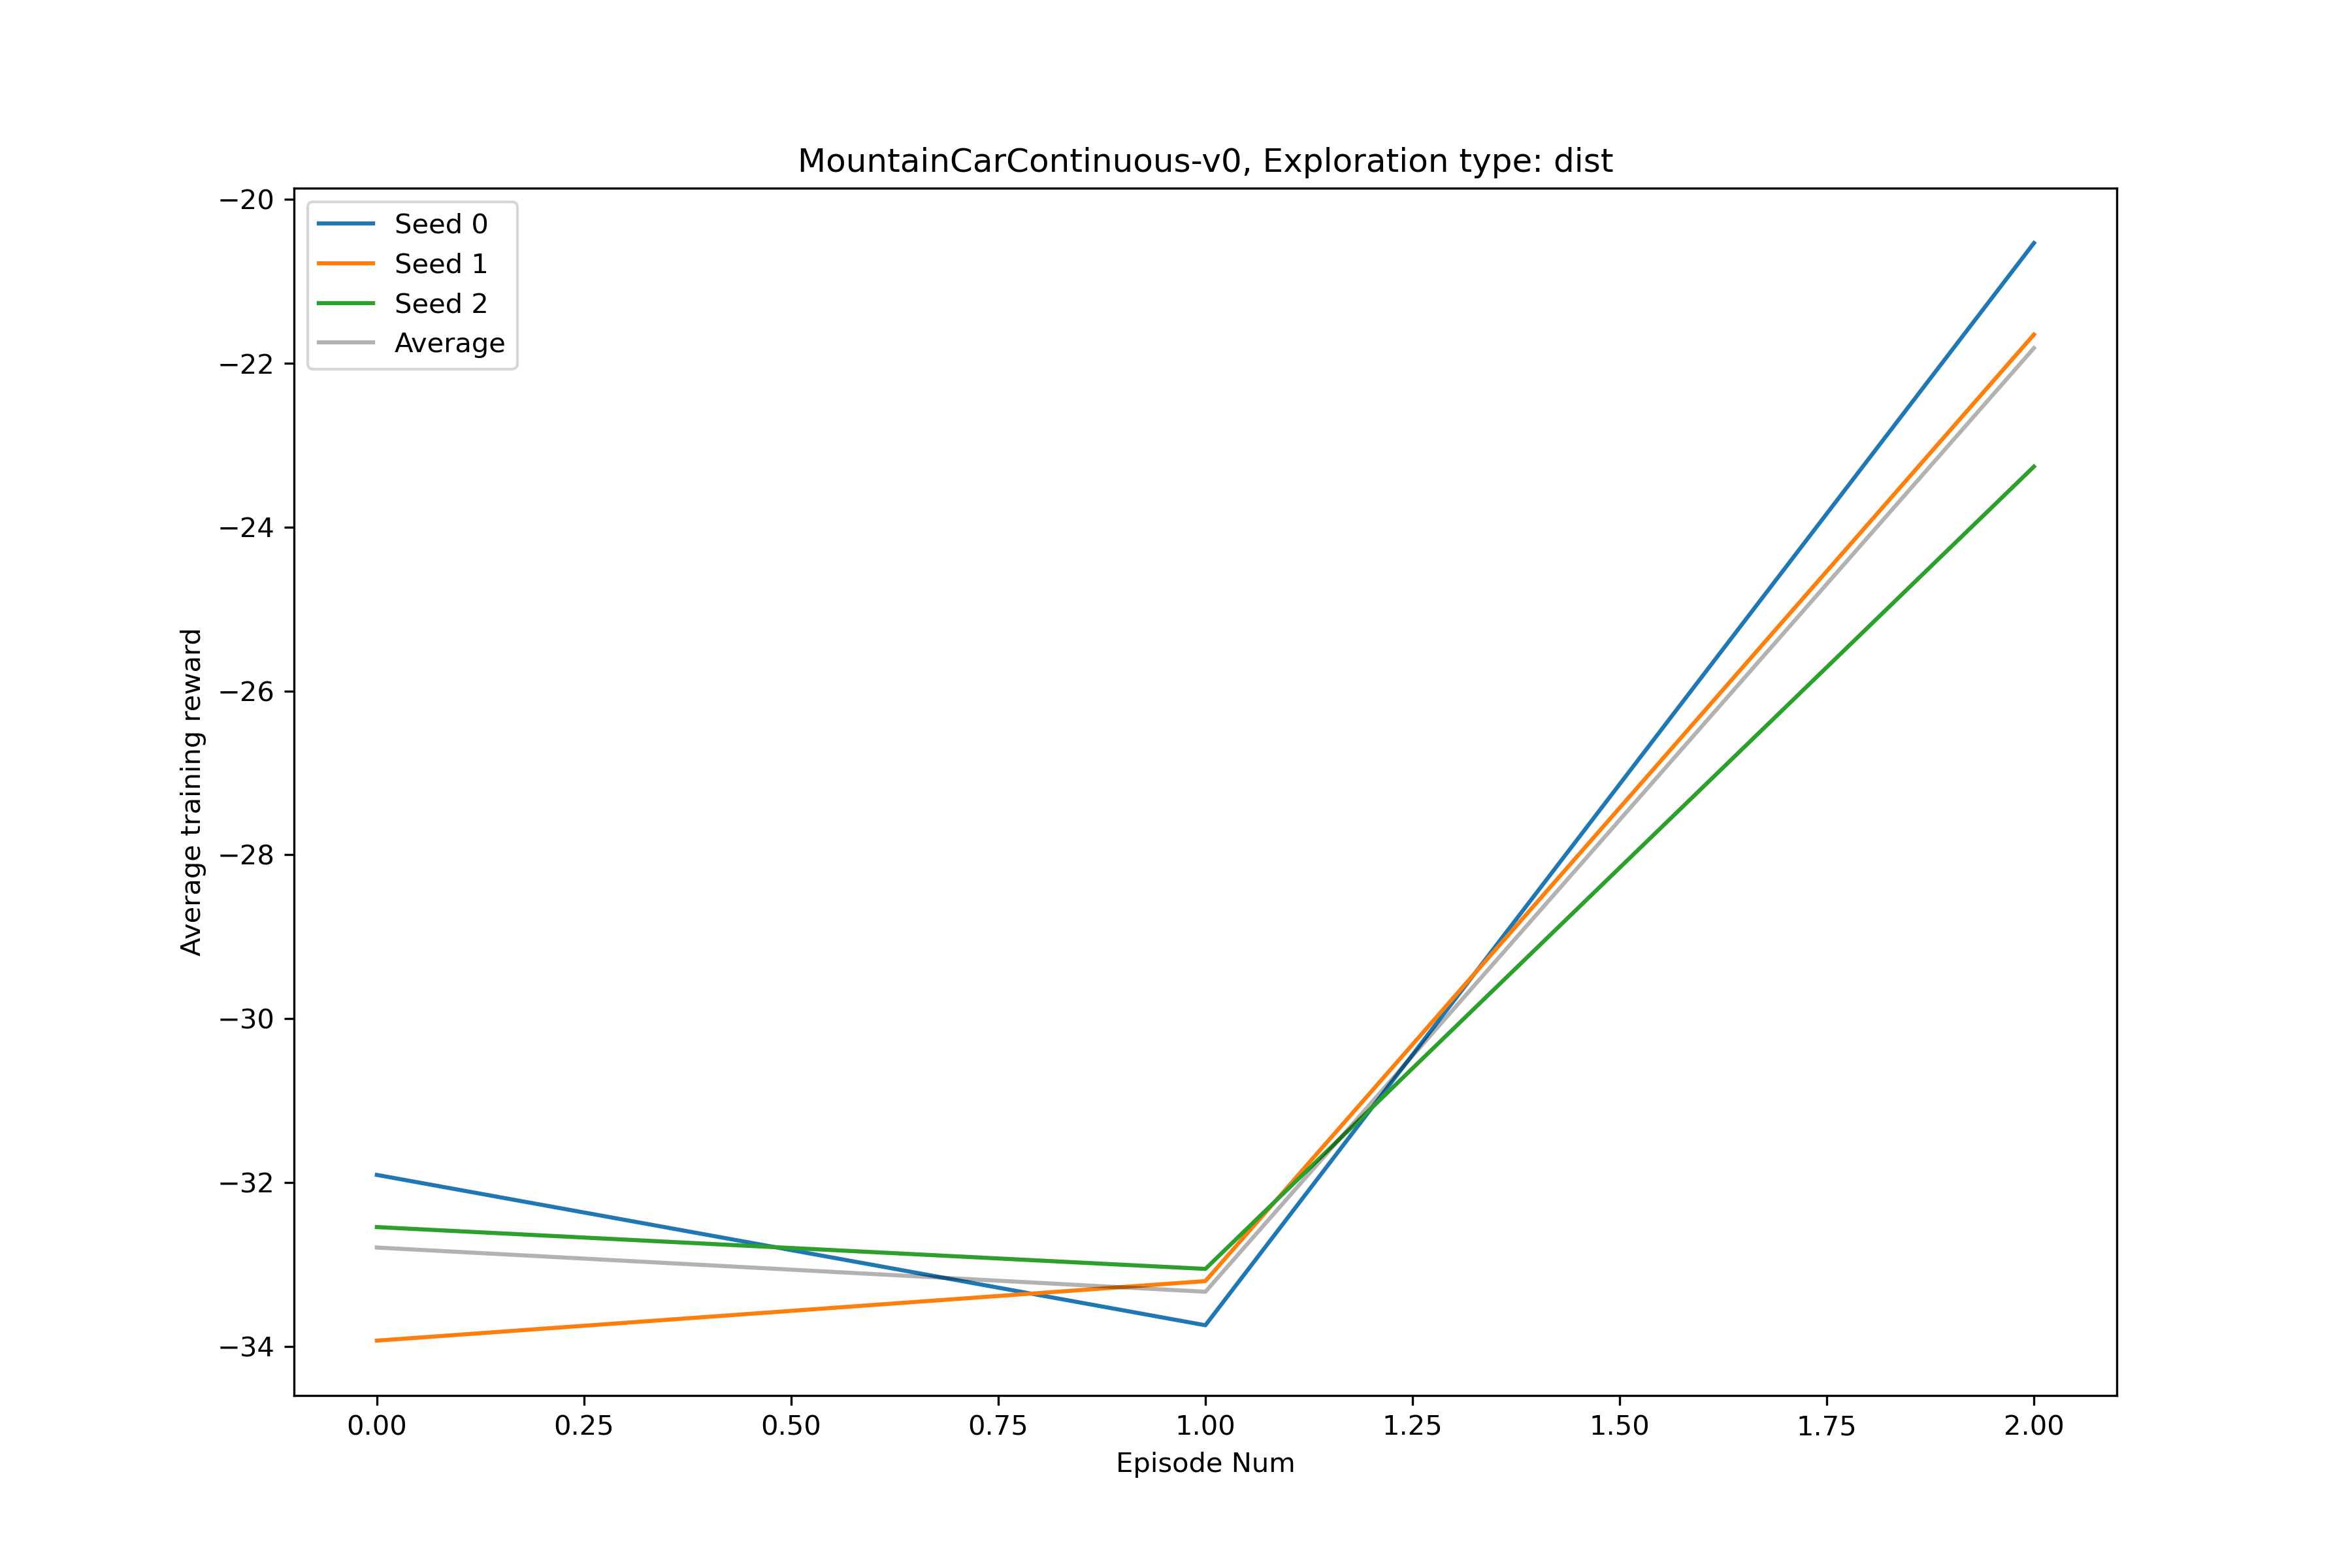 MountainCarContinuous-v0, Exploration type: dist
Seed 0
Seed 1
Seed 2
Average
Average training reward
−20
−22
−24
−26
−28
−30
−32
−34
0.00 0.25 0.50 0.75 1.00 1.25 1.50 1.75 2.00
Episode Num